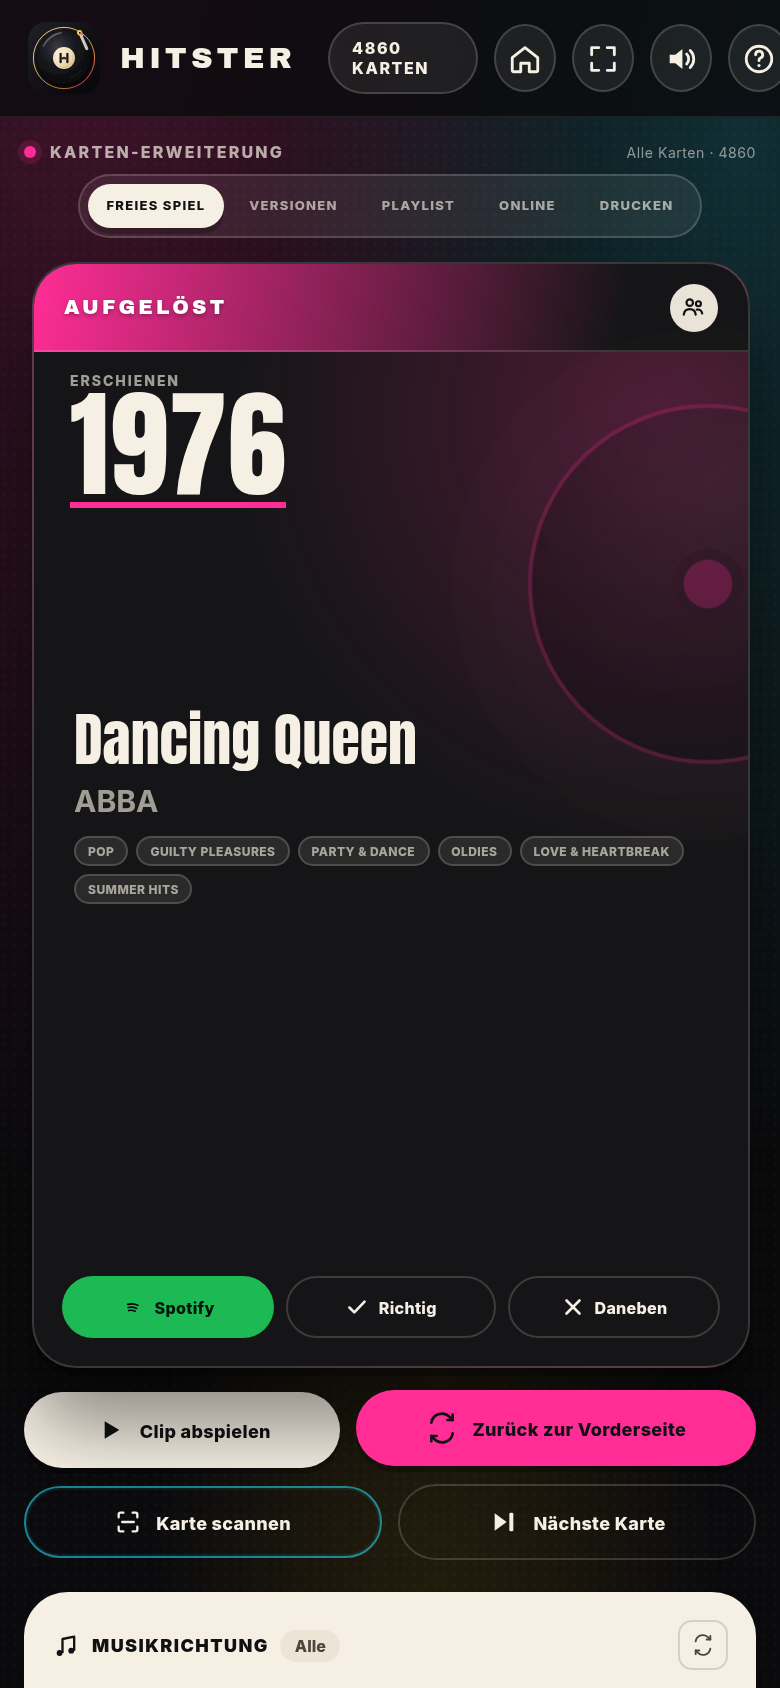 H
HITSTER
4860
KARTEN
KARTEN-ERWEITERUNG
Alle Karten · 4860
FREIES SPIEL
VERSIONEN
PLAYLIST
ONLINE
DRUCKEN
AUFGELÖST
ERSCHIENEN
1976
Dancing Queen
ABBA
POP
GUILTY PLEASURES
PARTY & DANCE
OLDIES
LOVE & HEARTBREAK
SUMMER HITS
Spotify
Richtig
Daneben
Clip abspielen
Zurück zur Vorderseite
Karte scannen
Nächste Karte
MUSIKRICHTUNG
Alle